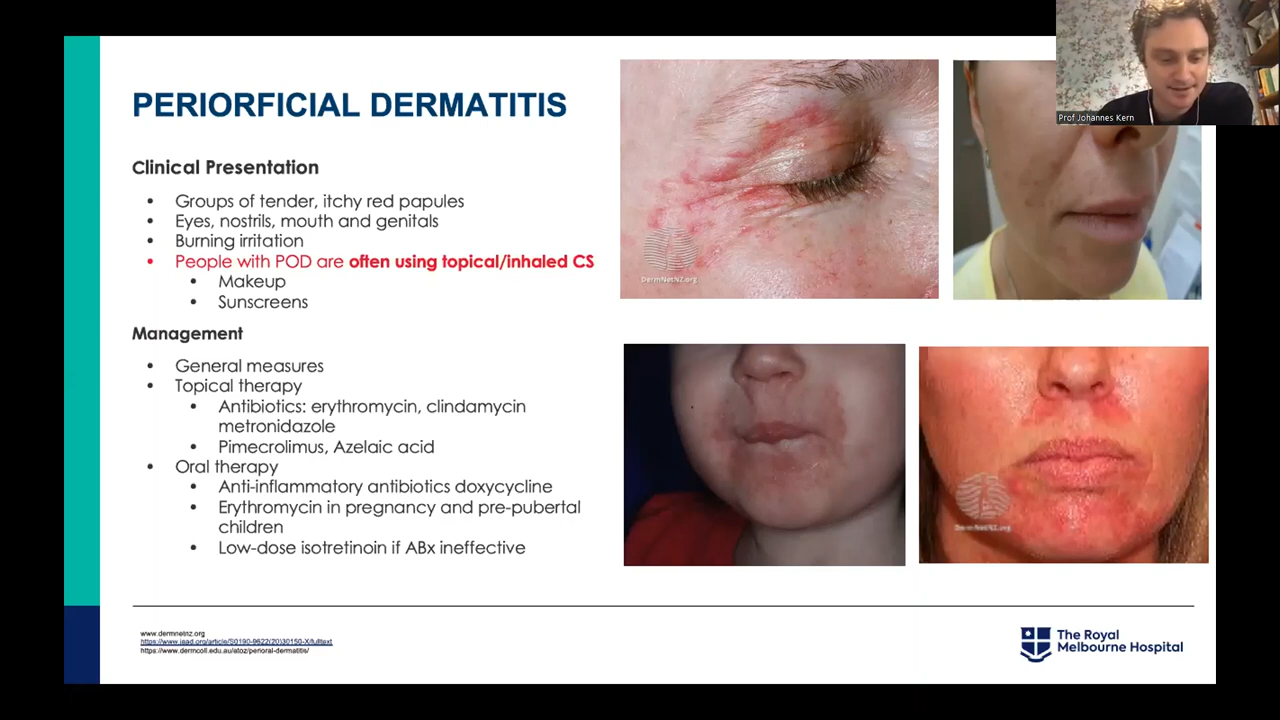 Prof Johannes Kern
PERIORFICIAL DERMATITIS
Clinical Presentation
• Groups of tender, itchy red papules
• Eyes, nostrils, mouth and genitals
• Burning irritation
• People with POD are often using topical/inhaled CS
• Makeup
• Sunscreens
Management
• General measures
• Topical therapy
• Antibiotics: erythromycin, clindamycin
metronidazole
• Pimecrolimus, Azelaic acid
• Oral therapy
• Anti-inflammatory antibiotics doxycycline
• Erythromycin in pregnancy and pre-pubertal
children
• Low-dose isotretinoin if ABx ineffective
DermNetNZ.org
DermNetNZ.org
www.dermnetnz.org
https://www.jaad.org/article/S0190-9622(20)30150-X/fulltext
https://www.dermcoll.edu.au/atoz/perioral-dermatitis/
The Royal
Melbourne Hospital